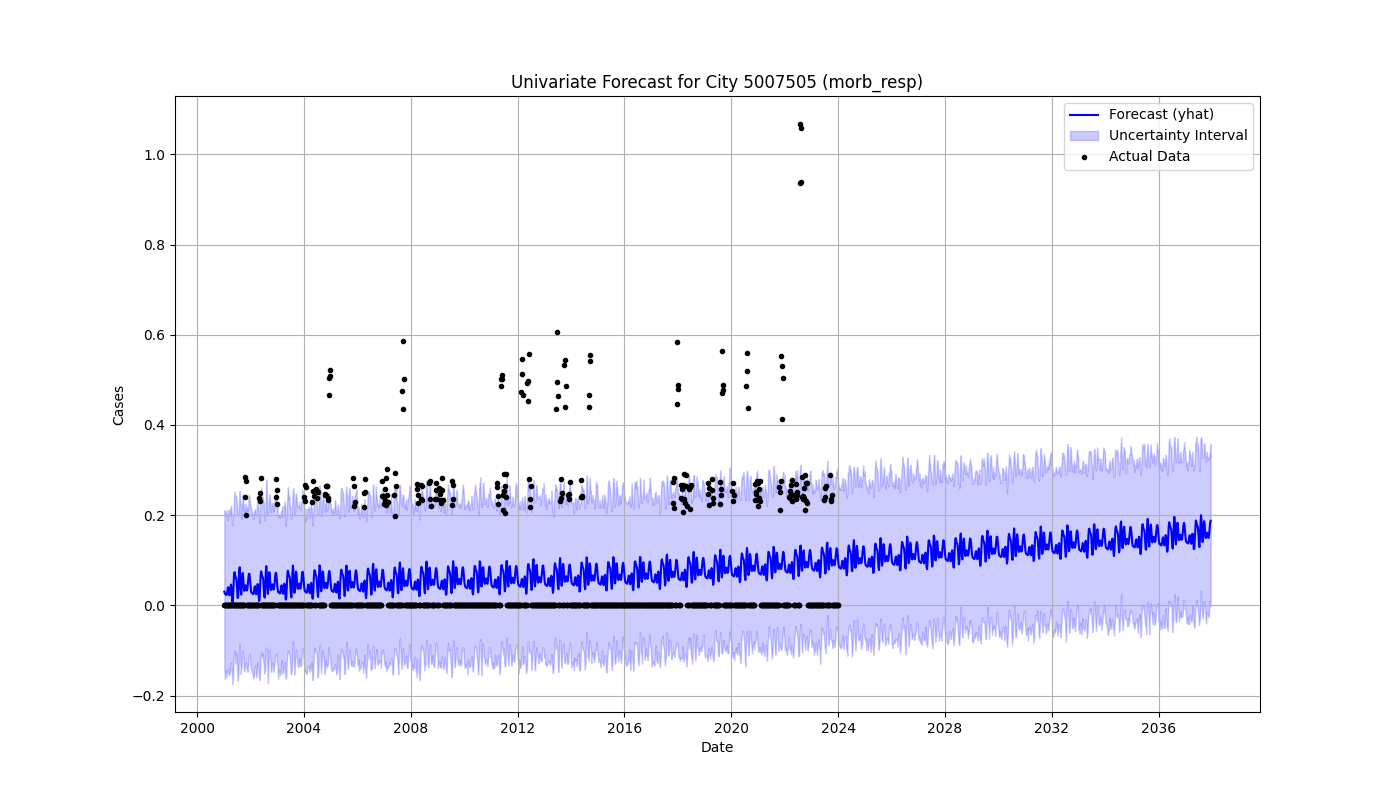 Univariate Forecast for City 5007505 (morb_resp)
Forecast (yhat)
Uncertainty Interval
Actual Data
1.0
0.8
0.6
0.4
0.2
0.0
−0.2
Cases
2000 2004 2008 2012 2016 2020 2024 2028 2032 2036
Date